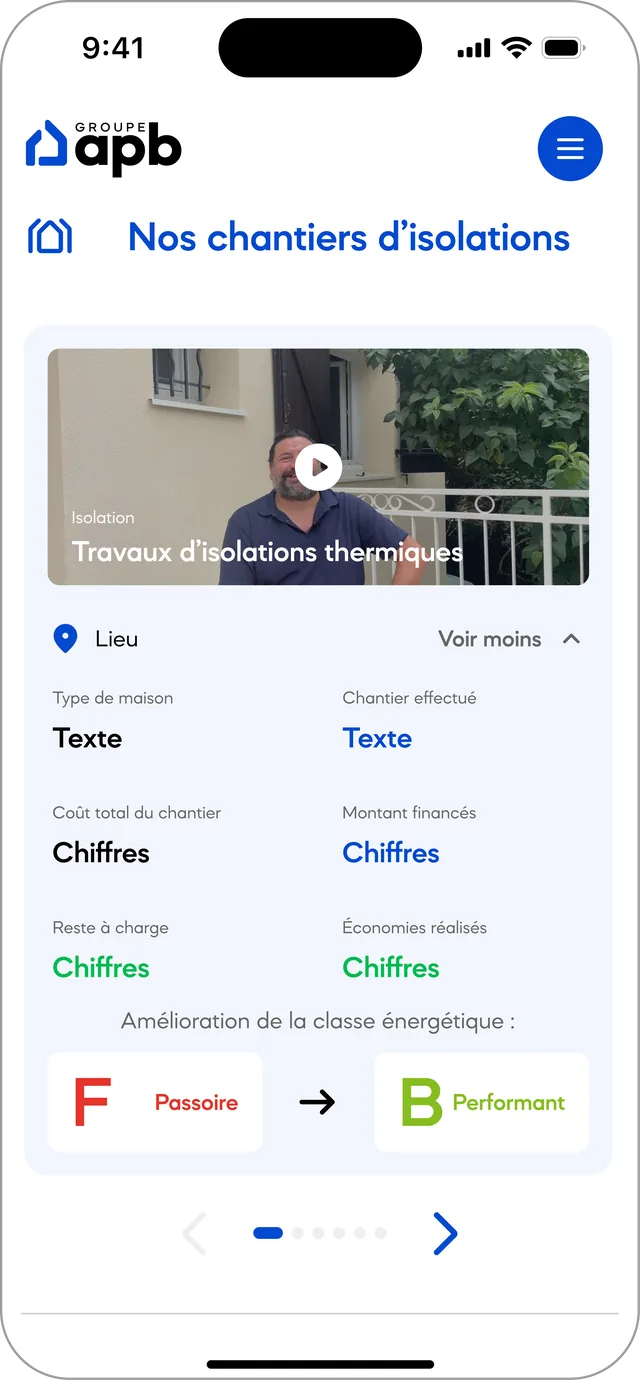 9:41
GROUPE
apb
Nos chantiers d’isolations
Isolation
Travaux d’isolations thermiques
Lieu
Voir moins
Type de maison
Chantier effectué
Texte
Texte
Coût total du chantier
Montant financés
Chiffres
Chiffres
Reste à charge
Économies réalisés
Chiffres
Chiffres
Amélioration de la classe énergétique :
F Passoire
B Performant